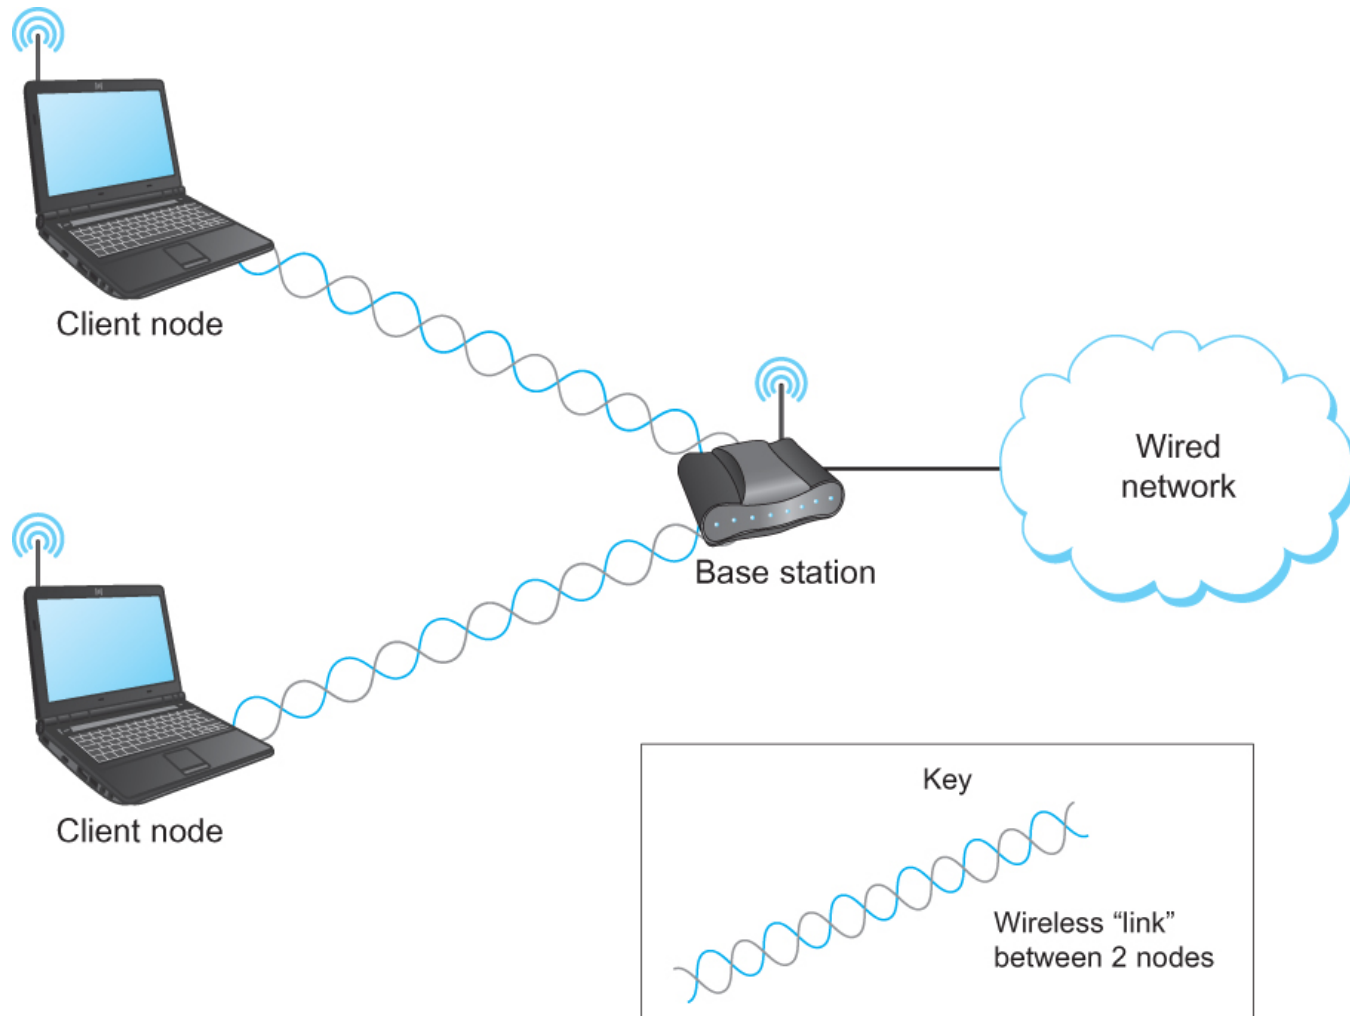 Client node
Wired
network
Base station
Client node
Key
Wireless “link”
between 2 nodes